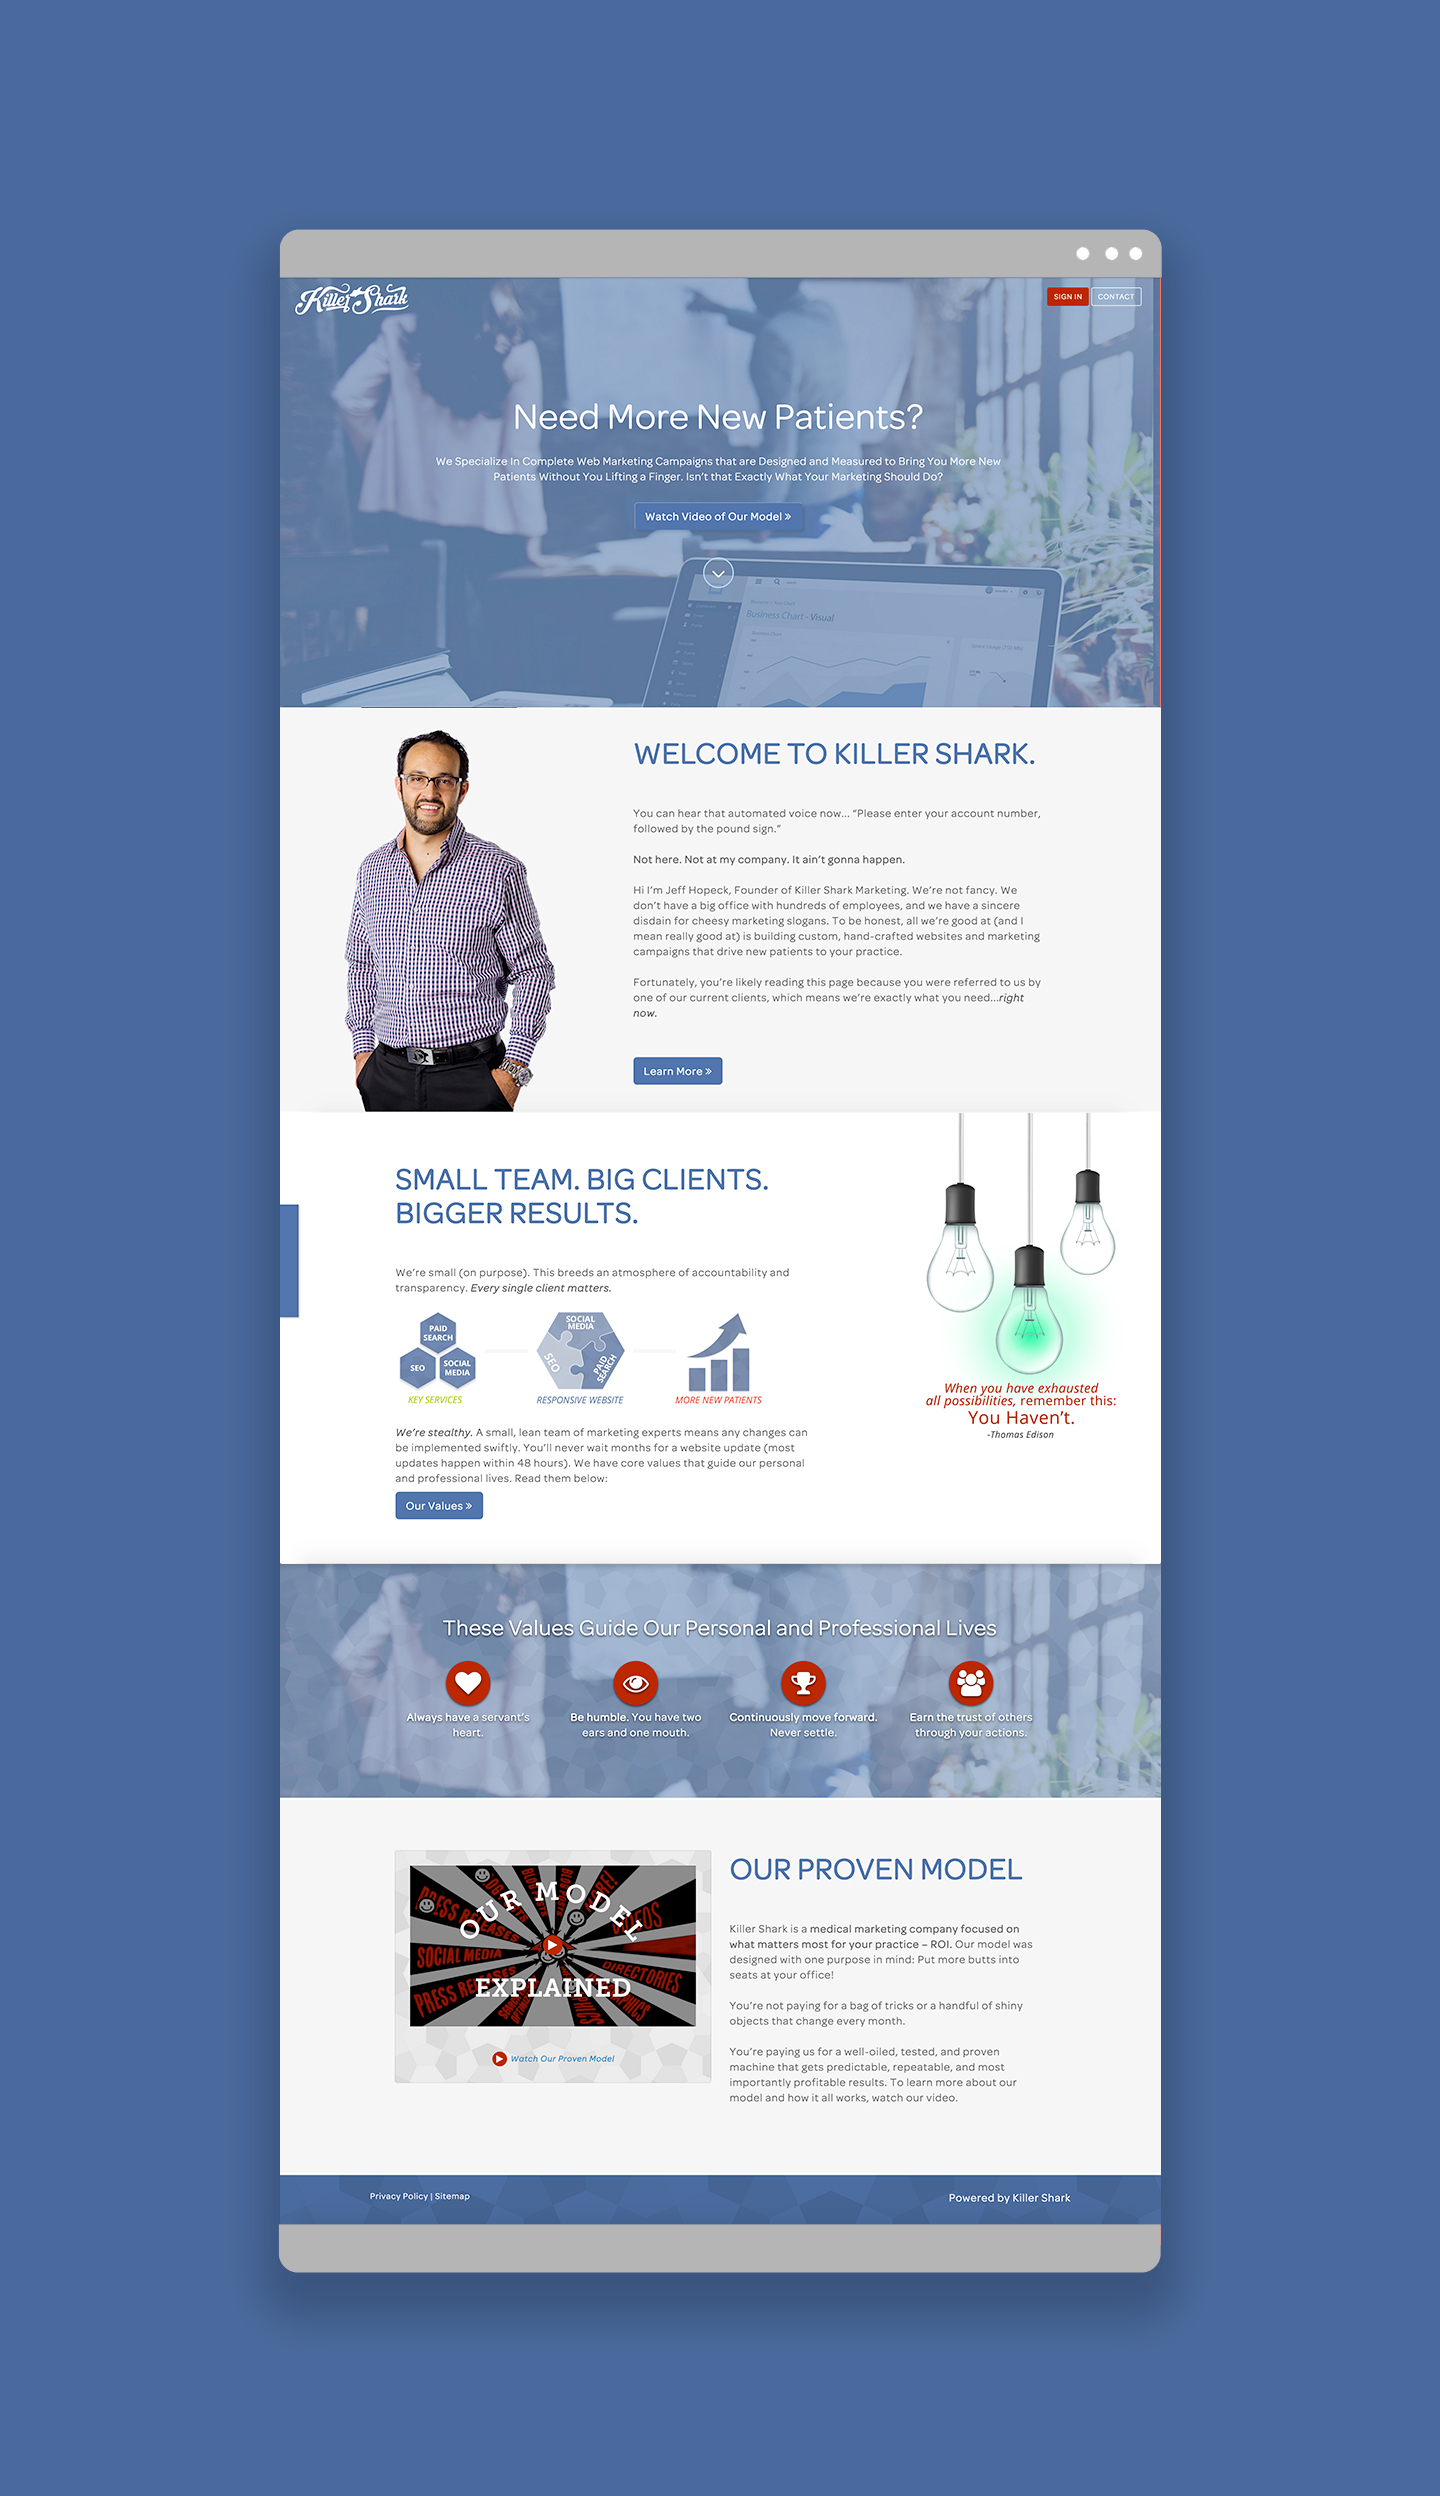 Killer Shark
SIGN IN
CONTACT
Need More New Patients?
We Specialize In Complete Web Marketing Campaigns that are Designed and Measured to Bring You More New
Patients Without You Lifting a Finger. Isn't that Exactly What Your Marketing Should Do?
Watch Video of Our Model »
Business Chart - Visual
Business Chart
WELCOME TO KILLER SHARK.
You can hear that automated voice now... "Please enter your account number,
followed by the pound sign."
Not here. Not at my company. It ain't gonna happen.
Hi I'm Jeff Hopeck, Founder of Killer Shark Marketing. We're not fancy. We
don't have a big office with hundreds of employees, and we have a sincere
disdain for cheesy marketing slogans. To be honest, all we're good at (and I
mean really good at) is building custom, hand-crafted websites and marketing
campaigns that drive new patients to your practice.
Fortunately, you're likely reading this page because you were referred to us by
one of our current clients, which means we're exactly what you need...right
now.
Learn More »
SMALL TEAM. BIG CLIENTS.
BIGGER RESULTS.
We're small (on purpose). This breeds an atmosphere of accountability and
transparency. Every single client matters.
PAID
SEARCH
SEO
SOCIAL
MEDIA
KEY SERVICES
SOCIAL
MEDIA
SEO
PAID
SEARCH
RESPONSIVE WEBSITE
MORE NEW PATIENTS
We're stealthy. A small, lean team of marketing experts means any changes can
be implemented swiftly. You'll never wait months for a website update (most
updates happen within 48 hours). We have core values that guide our personal
and professional lives. Read them below:
Our Values »
When you have exhausted
all possibilities, remember this:
You Haven't.
-Thomas Edison
These Values Guide Our Personal and Professional Lives
Always have a servant's
heart.
Be humble. You have two
ears and one mouth.
Continuously move forward.
Never settle.
Earn the trust of others
through your actions.
OUR MODEL
EXPLAINED
PRESS RELEASES
SOCIAL MEDIA
PRESS RELEASES
VIDEOS
DIRECTORIES
Watch Our Proven Model
OUR PROVEN MODEL
Killer Shark is a medical marketing company focused on
what matters most for your practice – ROI. Our model was
designed with one purpose in mind: Put more butts into
seats at your office!
You're not paying for a bag of tricks or a handful of shiny
objects that change every month.
You're paying us for a well-oiled, tested, and proven
machine that gets predictable, repeatable, and most
importantly profitable results. To learn more about our
model and how it all works, watch our video.
Privacy Policy | Sitemap
Powered by Killer Shark